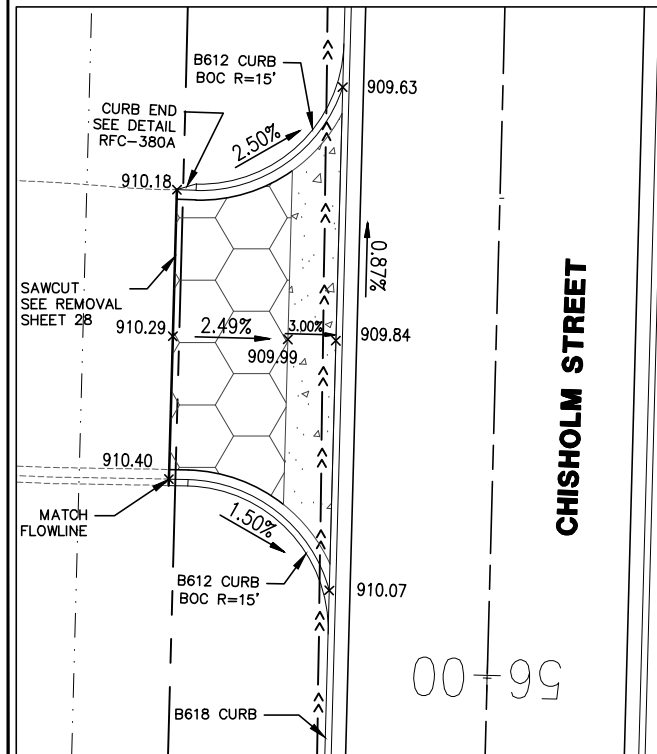 B612 CURB
BOC R=15'
909.63
CURB END
SEE DETAIL
RFC-380A
2.50%
910.18
0.87%
SAWCUT
SEE REMOVAL
SHEET 28
910.29
2.49%
3.00%
909.84
909.99
CHISHOLM STREET
910.40
MATCH
FLOWLINE
1.50%
B612 CURB
BOC R=15'
910.07
56+00
B618 CURB